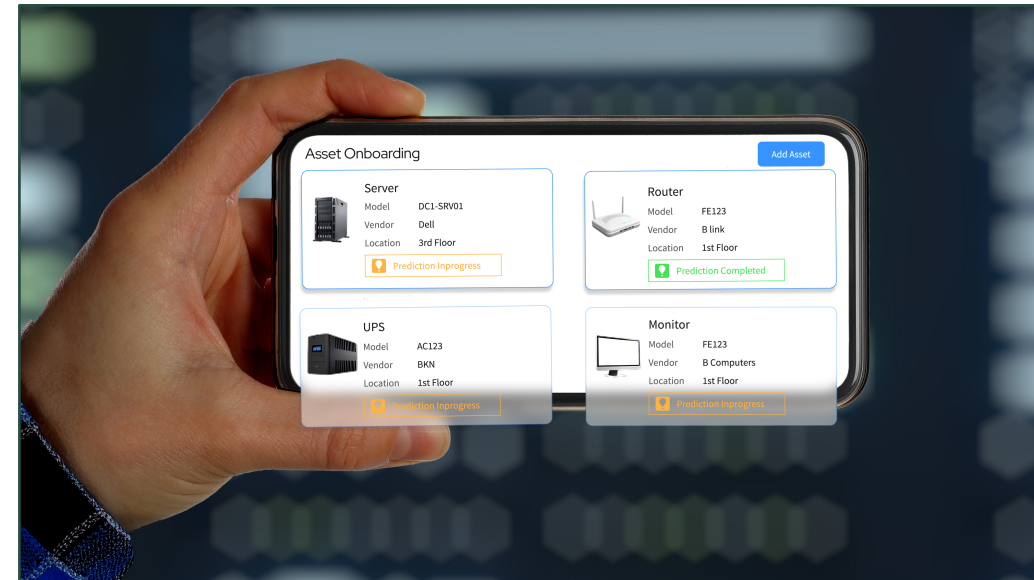 Asset Onboarding
Add Asset
Server
Model DC1-SRV01
Vendor Dell
Location 3rd Floor
Prediction Inprogress
Router
Model FE123
Vendor B link
Location 1st Floor
Prediction Completed
UPS
Model AC123
Vendor BKN
Location 1st Floor
Prediction Inprogress
Monitor
Model FE123
Vendor B Computers
Location 1st Floor
Prediction Inprogress